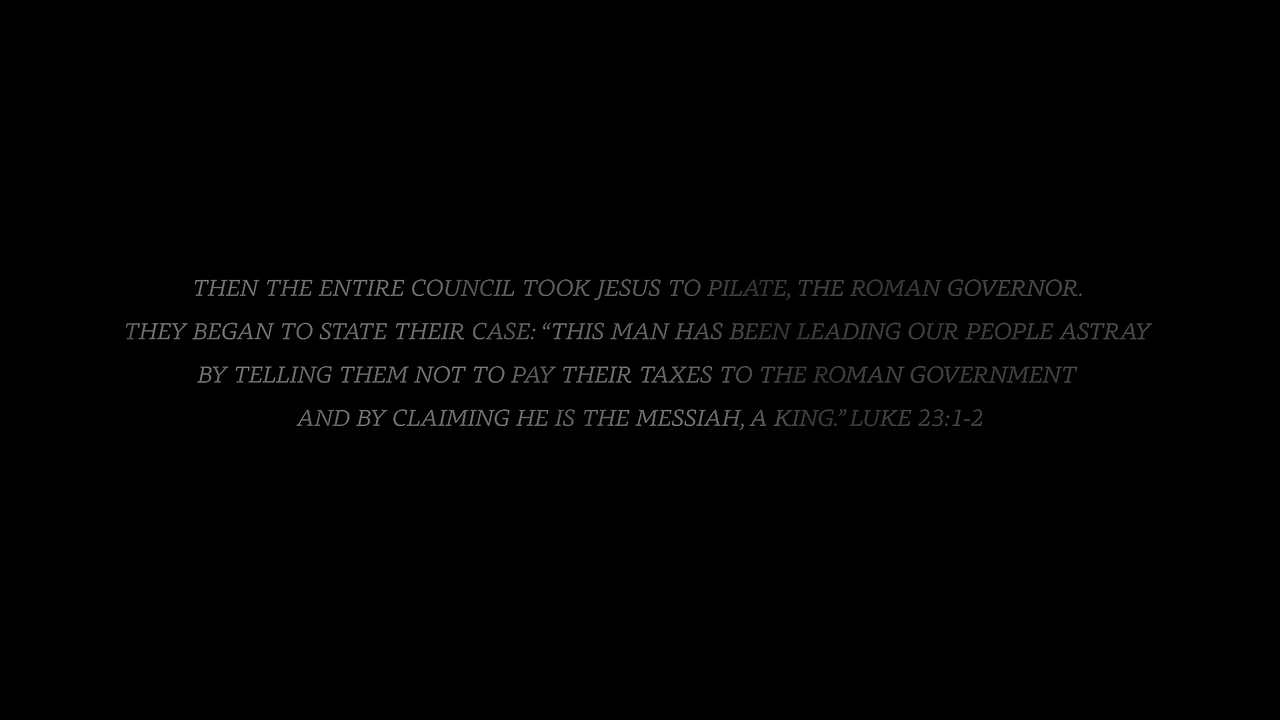 THEN THE ENTIRE COUNCIL TOOK JESUS TO PILATE, THE ROMAN GOVERNOR.
THEY BEGAN TO STATE THEIR CASE: “THIS MAN HAS BEEN LEADING OUR PEOPLE ASTRAY
BY TELLING THEM NOT TO PAY THEIR TAXES TO THE ROMAN GOVERNMENT
AND BY CLAIMING HE IS THE MESSIAH, A KING.” LUKE 23:1-2